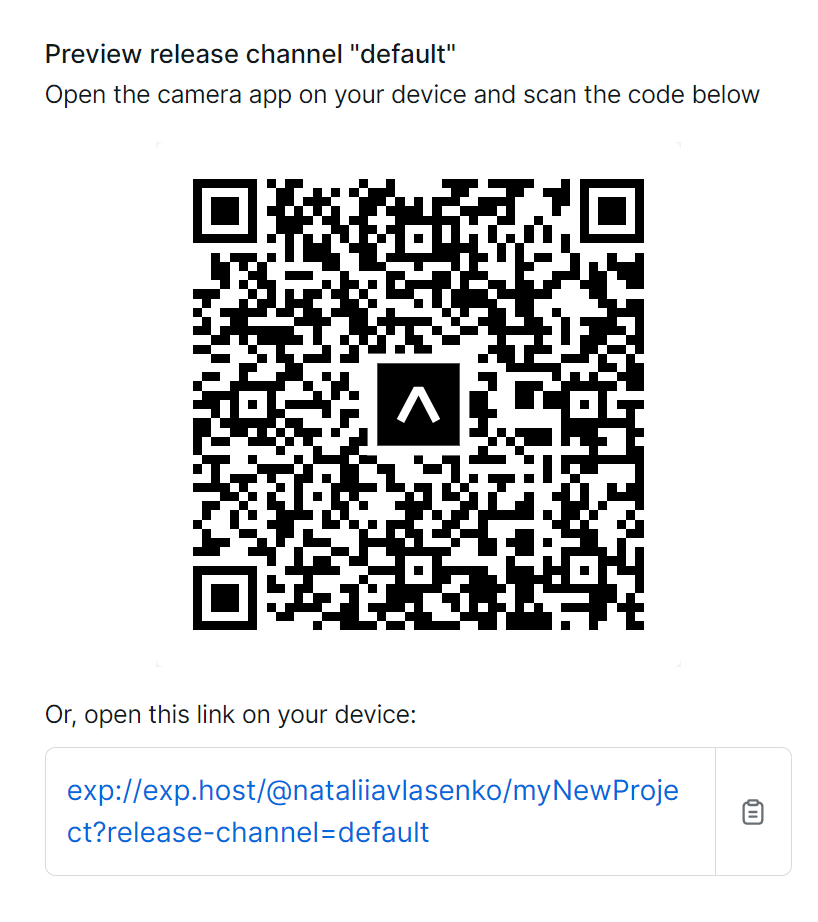 Preview release channel "default"
Open the camera app on your device and scan the code below
Or, open this link on your device:
exp://exp.host/@nataliiavlasenko/myNewProje
ct?release-channel=default